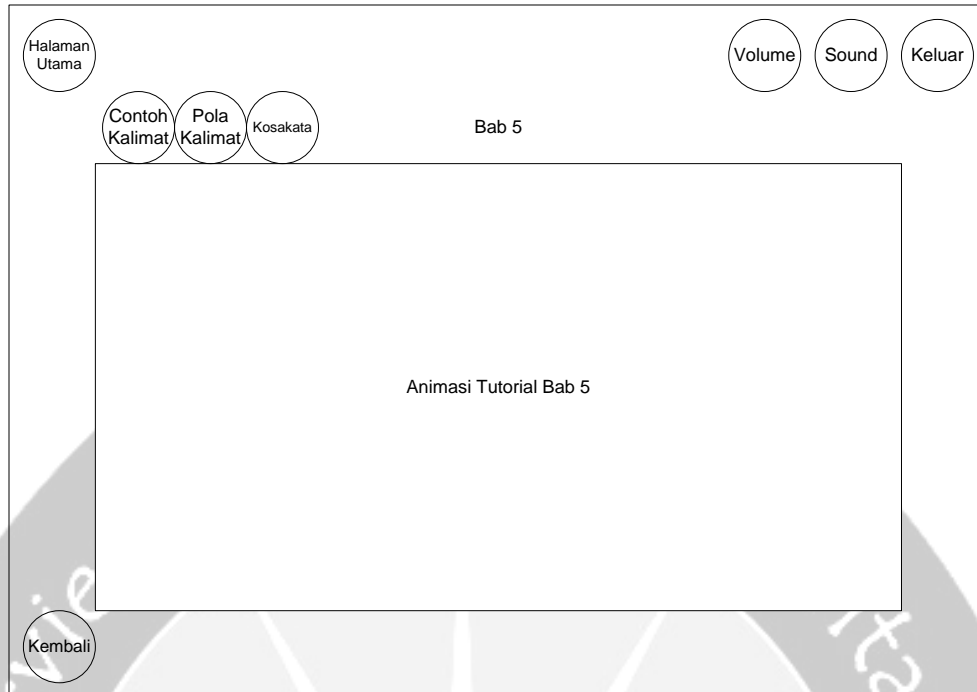 Halaman
Utama
Volume
Sound
Keluar
Contoh
Kalimat
Pola
Kalimat
Kosakata
Bab 5
Animasi Tutorial Bab 5
Kembali